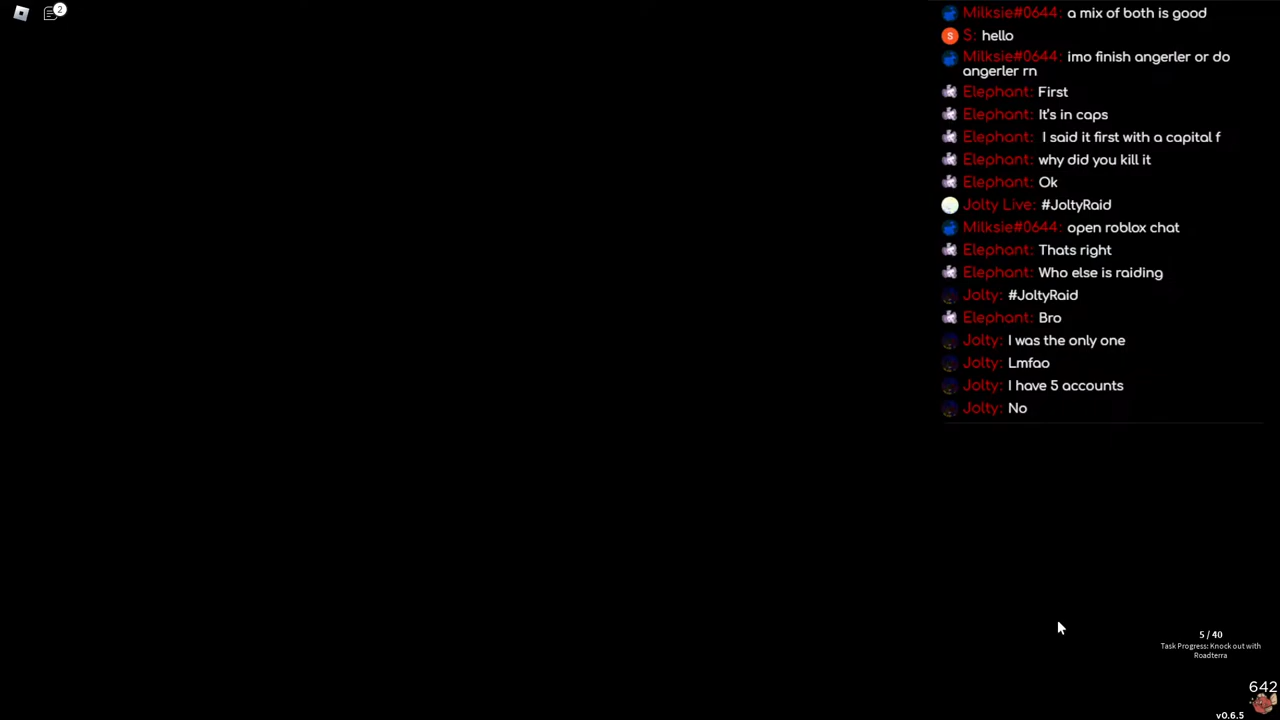 2
Milksie#0644: a mix of both is good
S
S: hello
Milksie#0644: imo finish angerler or do
angerler rn
Elephant: First
Elephant: It's in caps
Elephant: I said it first with a capital f
Elephant: why did you kill it
Elephant: Ok
Jolty Live: #JoltyRaid
Milksie#0644: open roblox chat
Elephant: Thats right
Elephant: Who else is raiding
Jolty: #JoltyRaid
Elephant: Bro
Jolty: I was the only one
Jolty: Lmfao
Jolty: I have 5 accounts
Jolty: No
5 / 40
Task Progress: Knock out with
Roadterra
642
v0.6.5